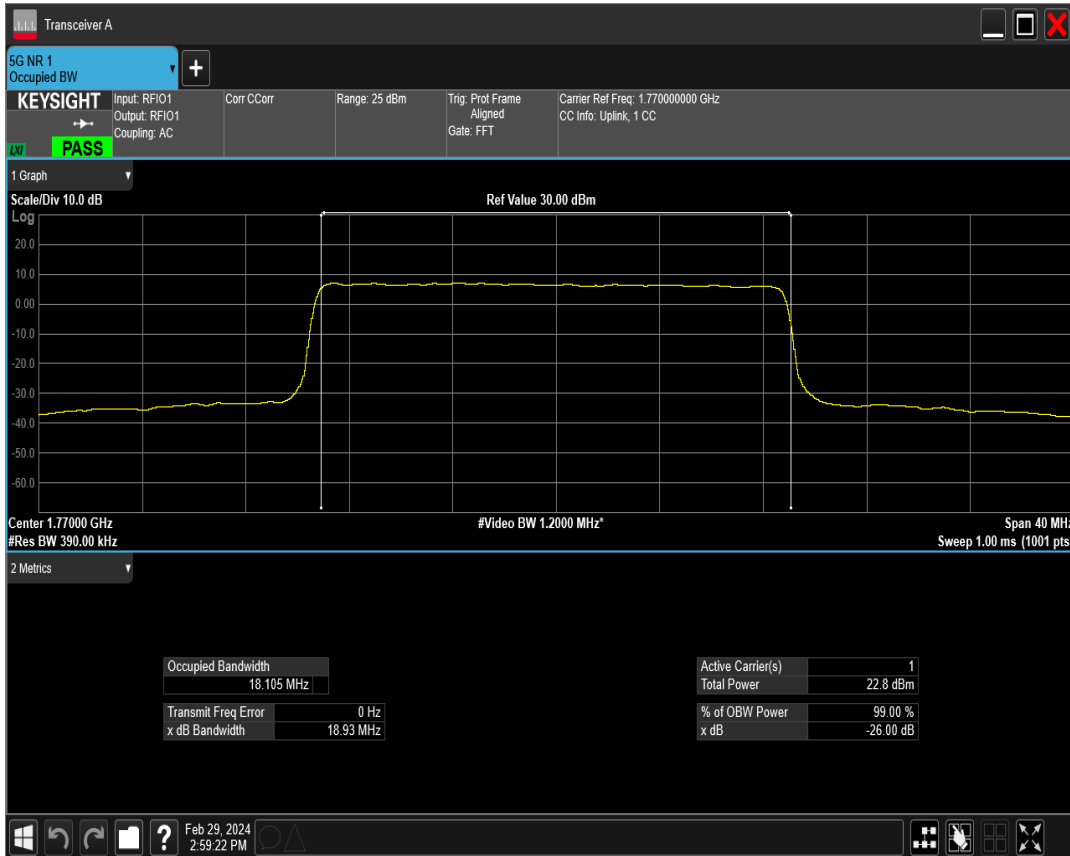 Transceiver A
5G NR 1
Occupied BW
KEYSIGHT
LXI
PASS
Input: RFIO1
Output: RFIO1
Coupling: AC
Corr CCorr
Range: 25 dBm
Trig: Prot Frame
Aligned
Gate: FFT
Carrier Ref Freq: 1.770000000 GHz
CC Info: Uplink, 1 CC
1 Graph
Scale/Div 10.0 dB
Ref Value 30.00 dBm
Log
20.0
10.0
0.00
-10.0
-20.0
-30.0
-40.0
-50.0
-60.0
Center 1.77000 GHz
#Video BW 1.2000 MHz*
Span 40 MHz
#Res BW 390.00 kHz
Sweep 1.00 ms (1001 pts
2 Metrics
Occupied Bandwidth
18.105 MHz
Transmit Freq Error 0 Hz
x dB Bandwidth 18.93 MHz
Active Carrier(s) 1
Total Power 22.8 dBm
% of OBW Power 99.00 %
x dB -26.00 dB
?
Feb 29, 2024
2:59:22 PM